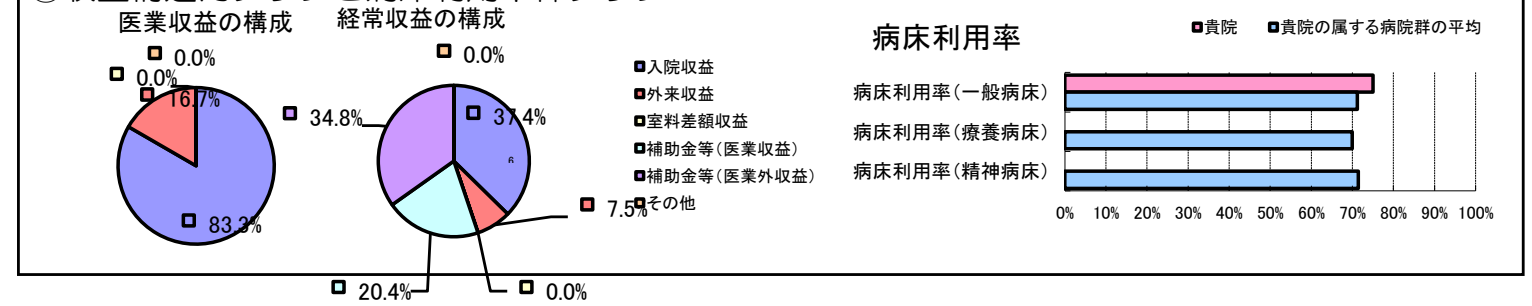 医業収益の構成
経常収益の構成
0.0%
0.0%
16.7%
83.3%
0.0%
34.8%
37.4%
6
7.5%
20.4%
0.0%
入院収益
外来収益
室料差額収益
補助金等(医業収益)
補助金等(医業外収益)
その他
病床利用率
貴院 貴院の属する病院群の平均
病床利用率(一般病床)
病床利用率(療養病床)
病床利用率(精神病床)
0% 10% 20% 30% 40% 50% 60% 70% 80% 90% 100%